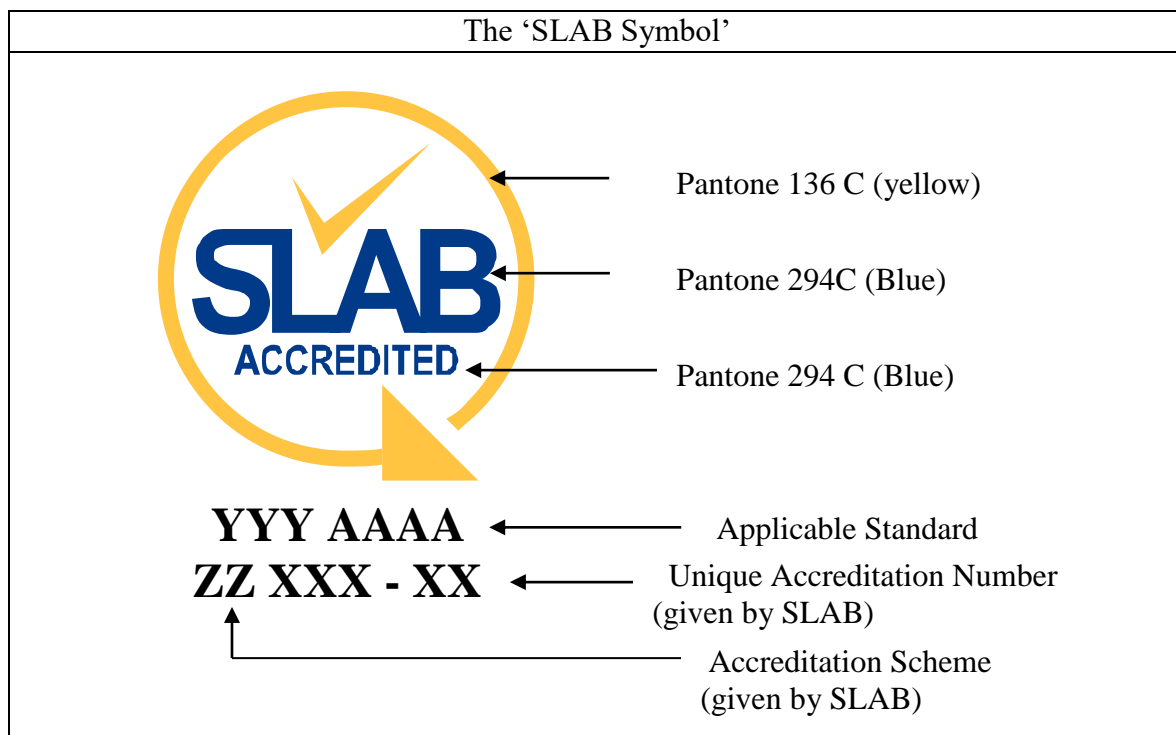 The ‘SLAB Symbol’
Pantone 136 C (yellow)
SLAB
Pantone 294C (Blue)
ACCREDITED
Pantone 294 C (Blue)
YYY AAAA
Applicable Standard
ZZ XXX - XX
Unique Accreditation Number
(given by SLAB)
Accreditation Scheme
(given by SLAB)